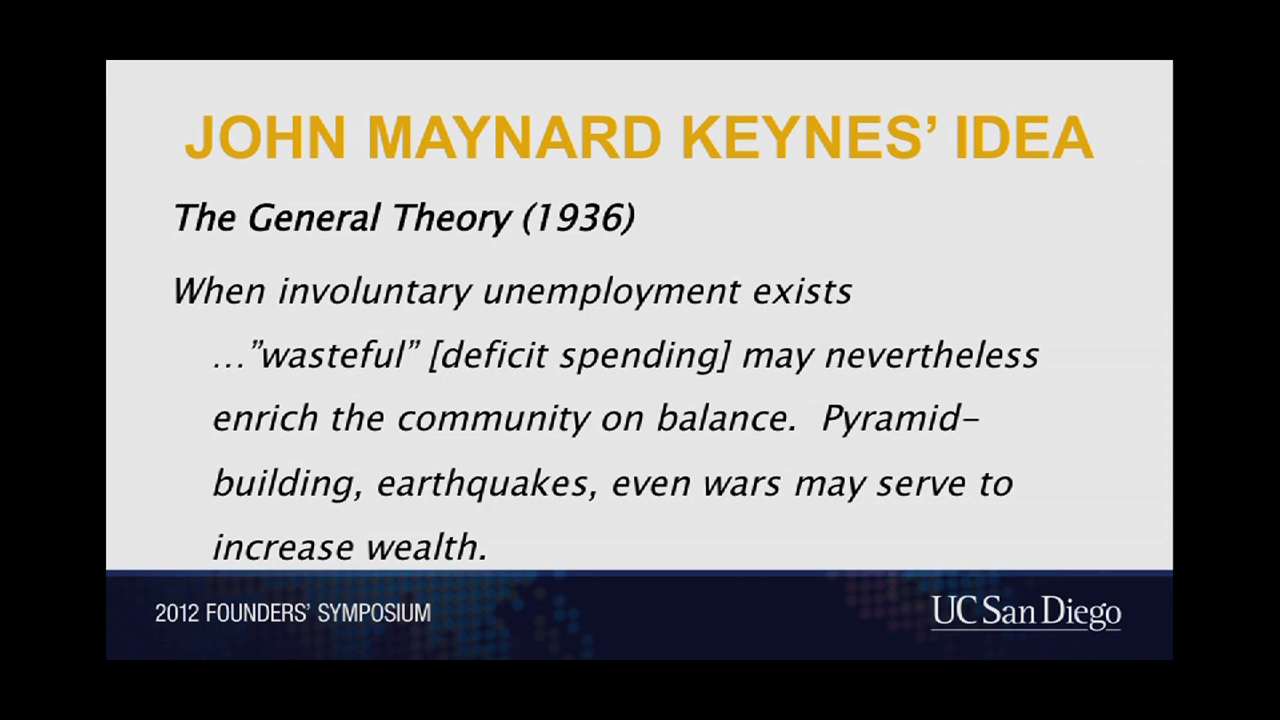 JOHN MAYNARD KEYNES’ IDEA
The General Theory (1936)
When involuntary unemployment exists
…”wasteful” [deficit spending] may nevertheless
enrich the community on balance. Pyramid–
building, earthquakes, even wars may serve to
increase wealth.
2012 FOUNDERS’ SYMPOSIUM
UC San Diego